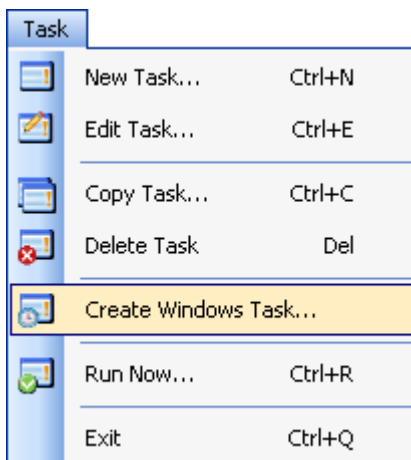 Task
New Task... Ctrl+N
Edit Task... Ctrl+E
Copy Task... Ctrl+C
Delete Task Del
Create Windows Task...
Run Now... Ctrl+R
Exit Ctrl+Q